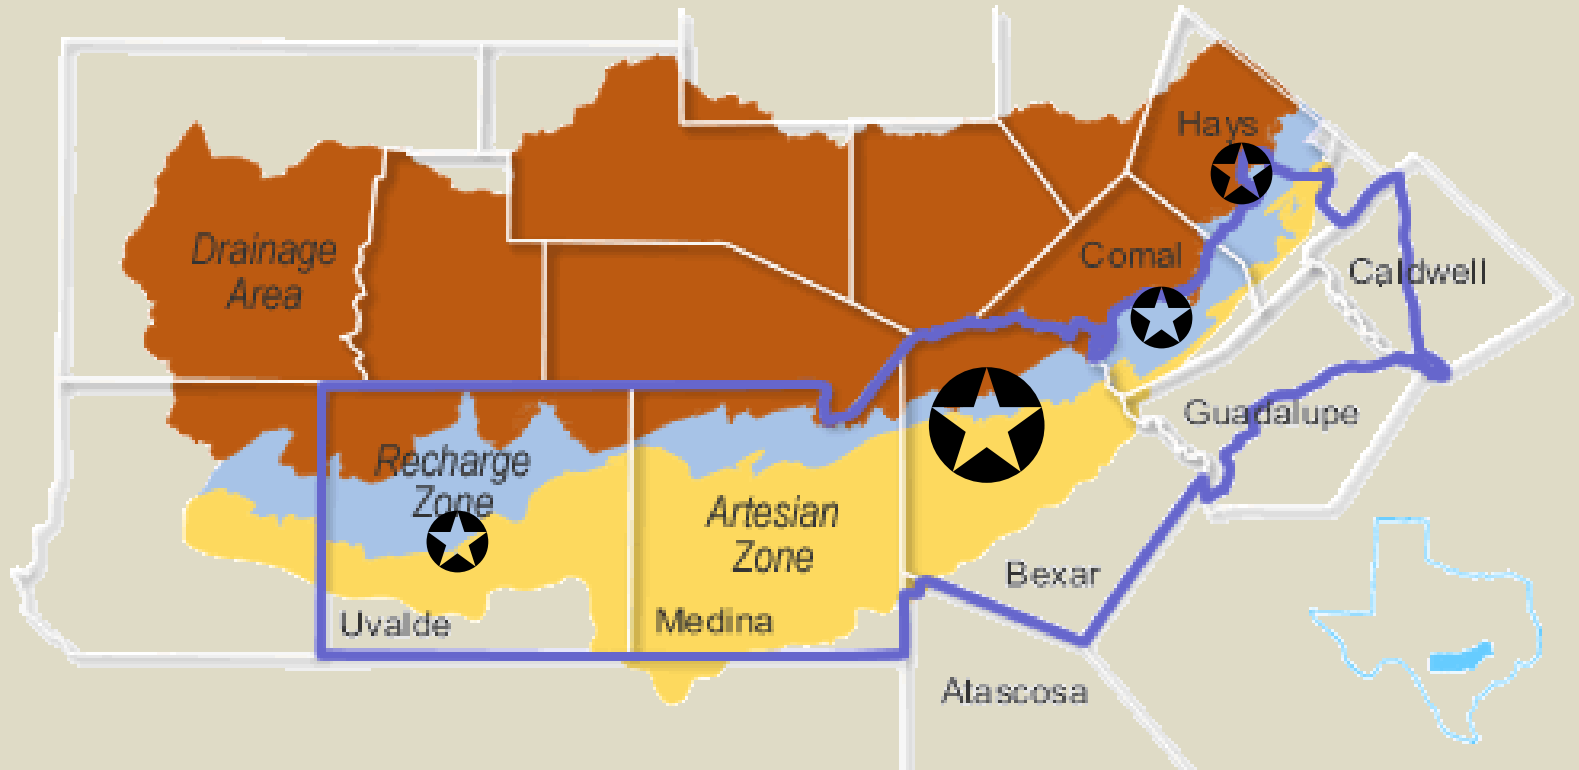 Hays
Drainage
Area
Comal
Caldwell
Guadalupe
Recharge
Zone
Artesian
Zone
Bexar
Uvalde
Medina
Atascosa